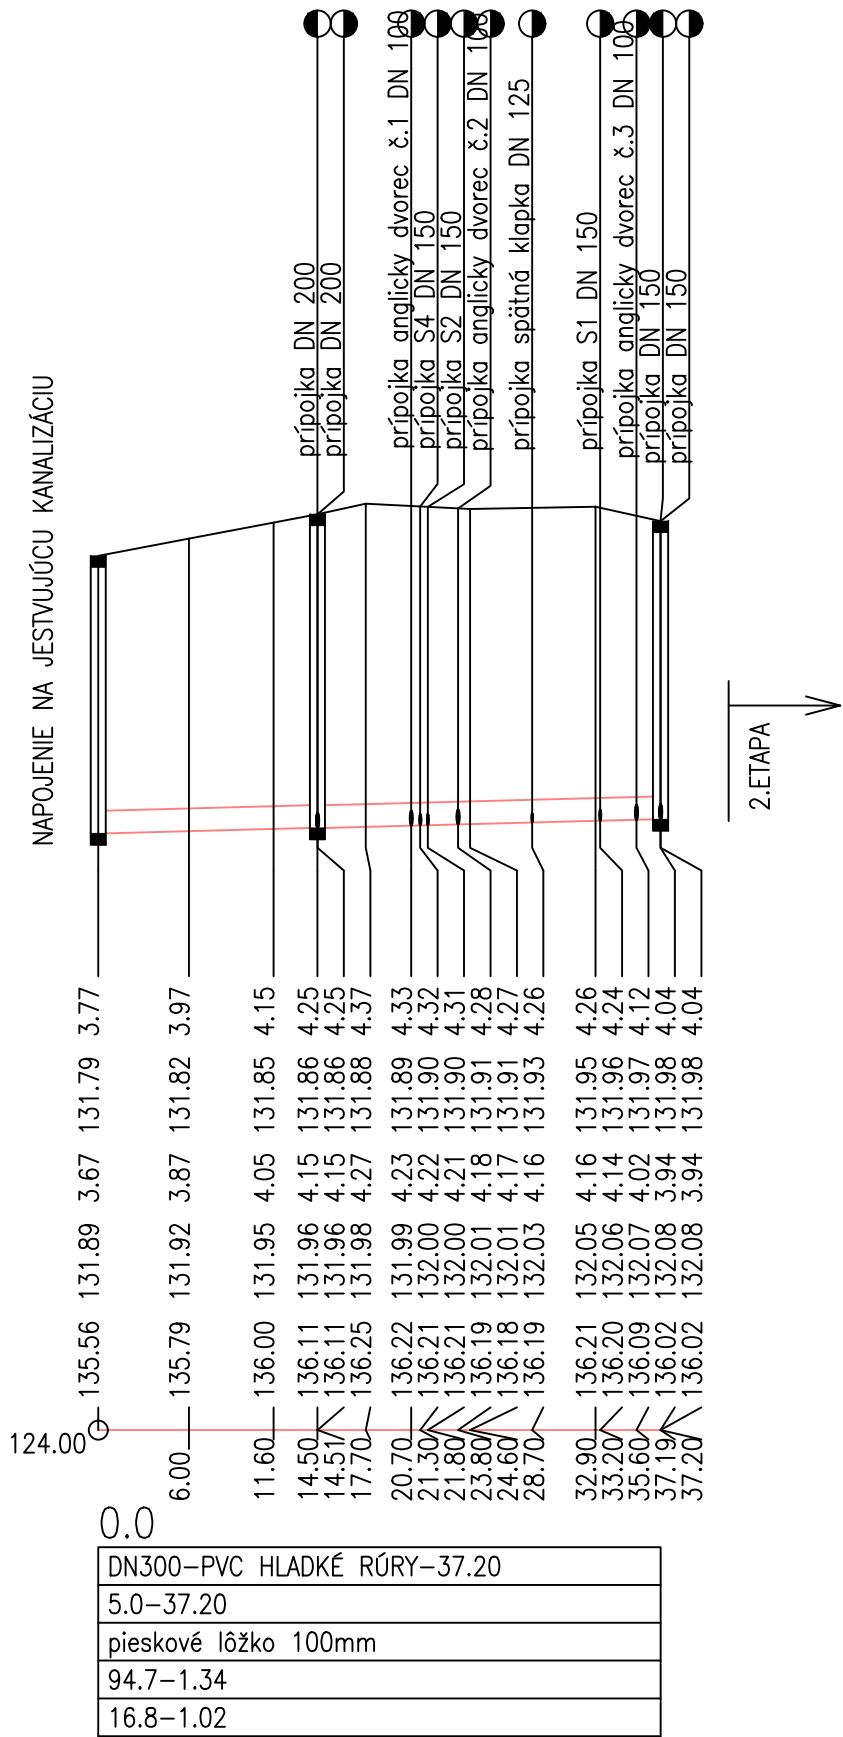 prípojka DN 200
prípojka DN 200
prípojka anglicky dvorec č.1 DN 100
prípojka S4 DN 150
prípojka S2 DN 150
prípojka anglicky dvorec č.2 DN 100
prípojka spätná klapka DN 125
prípojka S1 DN 150
prípojka anglicky dvorec č.3 DN 100
prípojka DN 150
prípojka DN 150
NAPOJENIE NA JESTVUJÚCU KANALIZÁCIU
2.ETAPA
3.77 3.97 4.15 4.25 4.25 4.37 4.33 4.32 4.31 4.28 4.27 4.26 4.26 4.24 4.12 4.04 4.04
131.79 131.82 131.85 131.86 131.86 131.88 131.89 131.90 131.90 131.91 131.91 131.93 131.95 131.96 131.97 131.98 131.98
3.67 3.87 4.05 4.15 4.15 4.27 4.23 4.22 4.21 4.18 4.17 4.16 4.16 4.14 4.02 3.94 3.94
131.89 131.92 131.95 131.96 131.96 131.98 131.99 132.00 132.00 132.01 132.01 132.03 132.05 132.06 132.07 132.08 132.08
135.56 135.79 136.00 136.11 136.11 136.25 136.22 136.21 136.21 136.19 136.18 136.19 136.21 136.20 136.09 136.02 136.02
124.00
6.00 11.60 14.50 14.51 17.70 20.70 21.30 21.80 23.80 24.60 28.70 32.90 33.20 35.60 37.19 37.20
0.0
DN300-PVC HLADKÉ RÚRY-37.20
5.0-37.20
pieskové lôžko 100mm
94.7-1.34
16.8-1.02